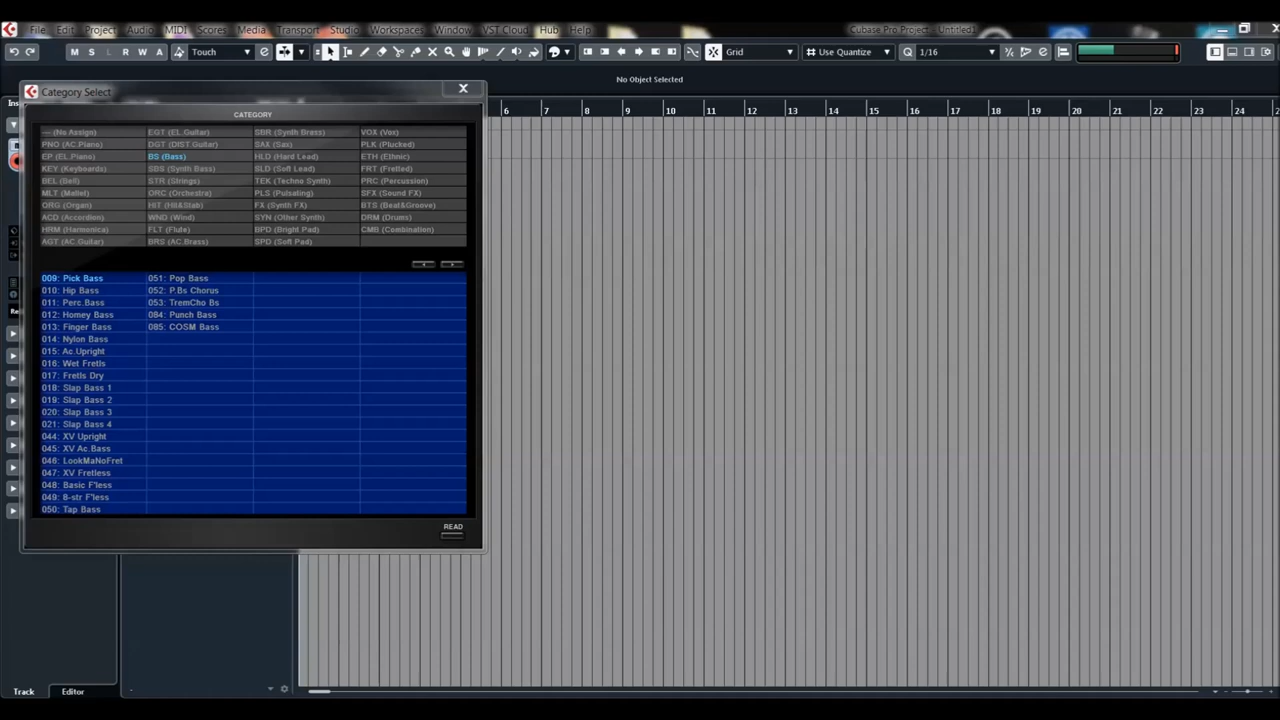 File Edit Project Audio MIDI Scores Media Transport Studio Workspaces Window VST Cloud Hub Help Cubase Pro Project - Untitled1
M S L R W A Touch Grid Use Quantize Q 1/16
No Object Selected
Category Select
6 7 8 9 10 11 12 13 14 15 16 17 18 19 20 21 22 23 24
CATEGORY
--- (No Assign) EGT (EL.Guitar) SBR (Synth Brass) VOX (Vox)
PNO (AC.Piano) DGT (DIST.Guitar) SAX (Sax) PLK (Plucked)
EP (EL.Piano) BS (Bass) HLD (Hard Lead) ETH (Ethnic)
KEY (Keyboards) SBS (Synth Bass) SLD (Soft Lead) FRT (Fretted)
BEL (Bell) STR (Strings) TEK (Techno Synth) PRC (Percussion)
MLT (Mallet) ORC (Orchestra) PLS (Pulsating) SFX (Sound FX)
ORG (Organ) HIT (Hit&Stab) FX (Synth FX) BTS (Beat&Groove)
ACD (Accordion) WND (Wind) SYN (Other Synth) DRM (Drums)
HRM (Harmonica) FLT (Flute) BPD (Bright Pad) CMB (Combination)
AGT (AC.Guitar) BRS (AC.Brass) SPD (Soft Pad)
009: Pick Bass 051: Pop Bass
010: Hip Bass 052: P.Bs Chorus
011: Perc.Bass 053: TremCho Bs
012: Homey Bass 084: Punch Bass
013: Finger Bass 085: COSM Bass
014: Nylon Bass
015: Ac.Upright
016: Wet Fretls
017: Fretls Dry
018: Slap Bass 1
019: Slap Bass 2
020: Slap Bass 3
021: Slap Bass 4
044: XV Upright
045: XV Ac.Bass
046: LookMaNoFret
047: XV Fretless
048: Basic F'less
049: 8-str F'less
050: Tap Bass
READ
Track Editor